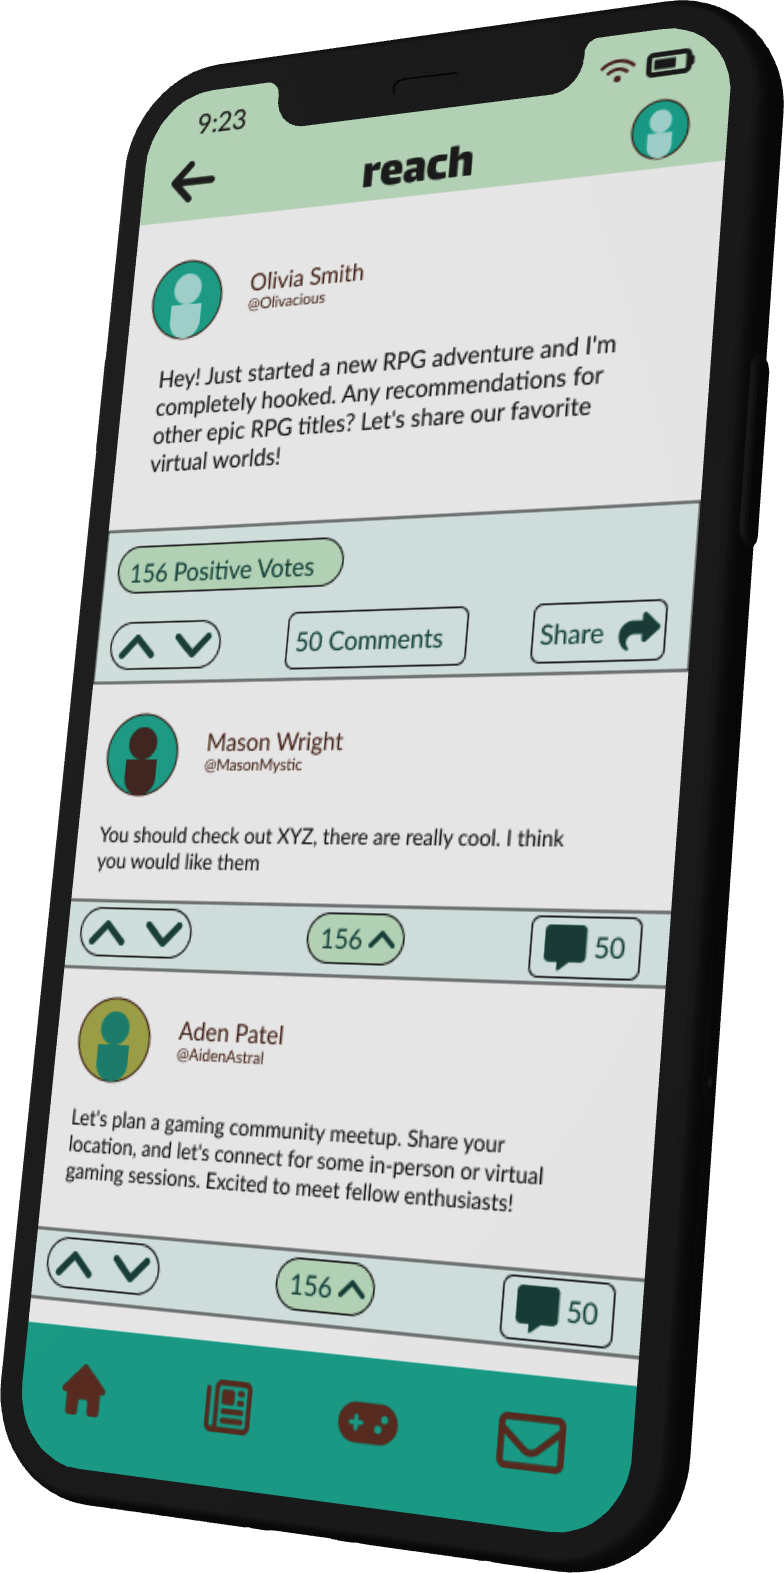 9:23
reach
Olivia Smith
@Olivacious
Hey! Just started a new RPG adventure and I'm
completely hooked. Any recommendations for
other epic RPG titles? Let's share our favorite
virtual worlds!
156 Positive Votes
50 Comments
Share
Mason Wright
@MasonMystic
You should check out XYZ, there are really cool. I think
you would like them
156
50
Aden Patel
@AidenAstral
Let's plan a gaming community meetup. Share your
location, and let's connect for some in-person or virtual
gaming sessions. Excited to meet fellow enthusiasts!
156
50